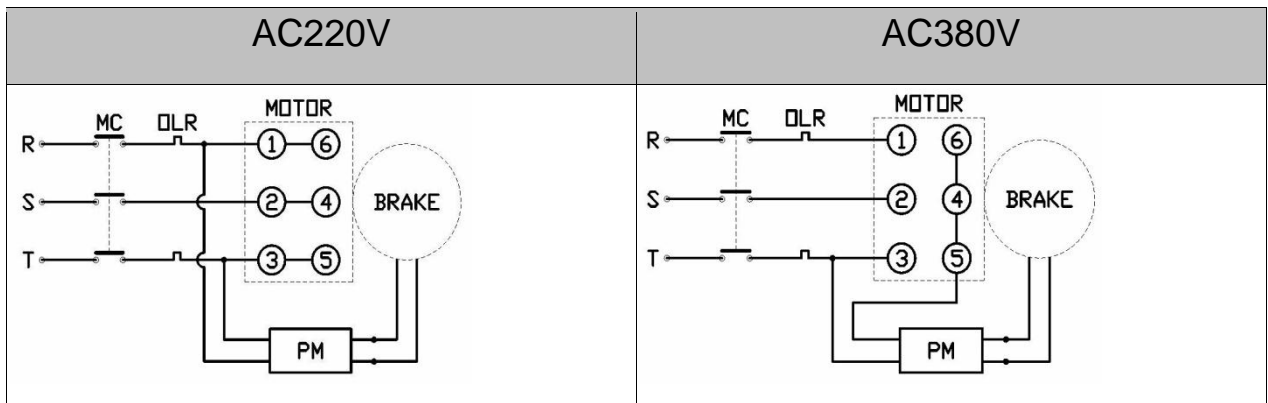 AC220V
AC380V
MOTOR
MC OLR
R 1 6
S 2 4 BRAKE
T 3 5
PM
MOTOR
MC OLR
R 1 6
S 2 4 BRAKE
T 3 5
PM